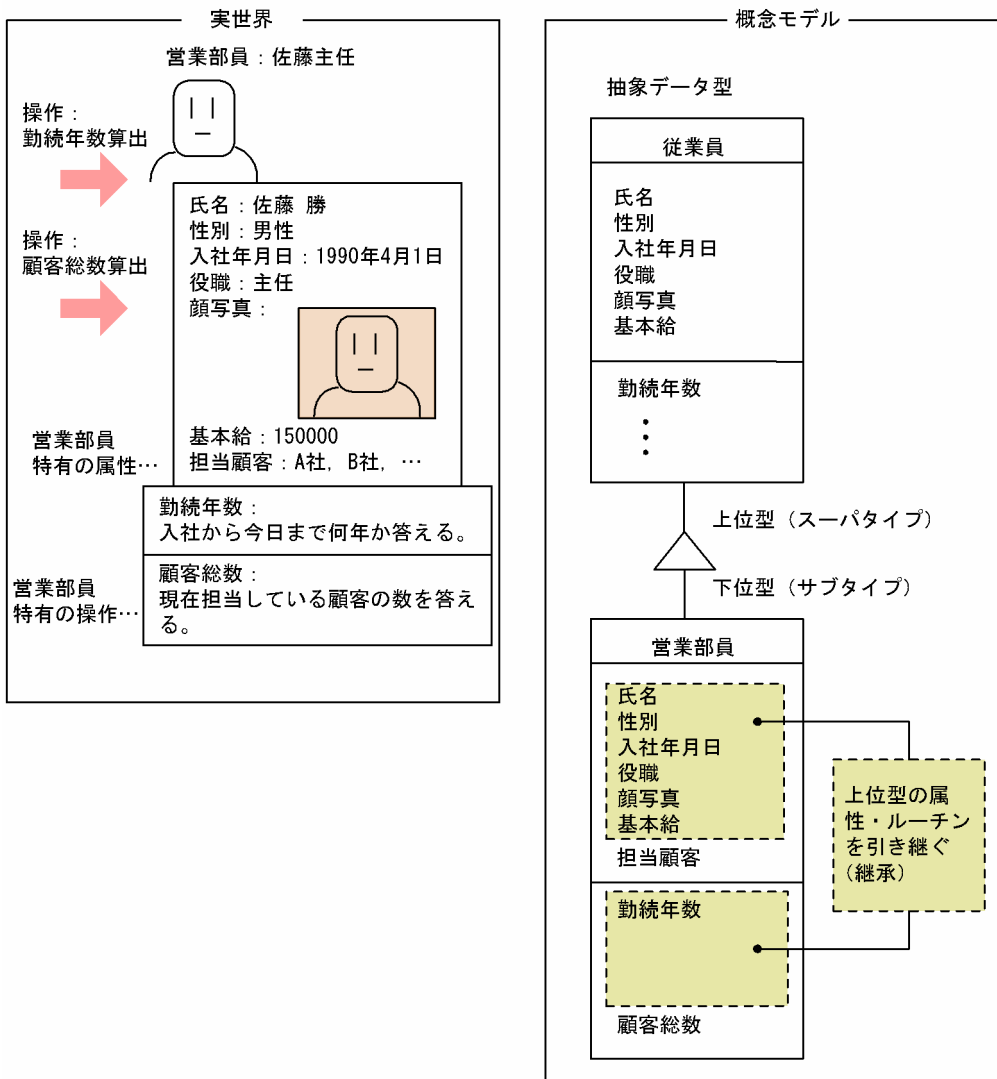 実世界
営業部員：佐藤主任
操作：
勤続年数算出
操作：
顧客総数算出
氏名：佐藤 勝
性別：男性
入社年月日：1990年4月1日
役職：主任
顔写真：
基本給：150000
担当顧客：A社，B社，…
営業部員
特有の属性…
勤続年数：
入社から今日まで何年か答える。
営業部員
特有の操作…
顧客総数：
現在担当している顧客の数を答え
る。
概念モデル
抽象データ型
従業員
氏名
性別
入社年月日
役職
顔写真
基本給
勤続年数
⋮
上位型（スーパタイプ）
下位型（サブタイプ）
営業部員
氏名
性別
入社年月日
役職
顔写真
基本給
担当顧客
勤続年数
顧客総数
上位型の属
性・ルーチン
を引き継ぐ
(継承)